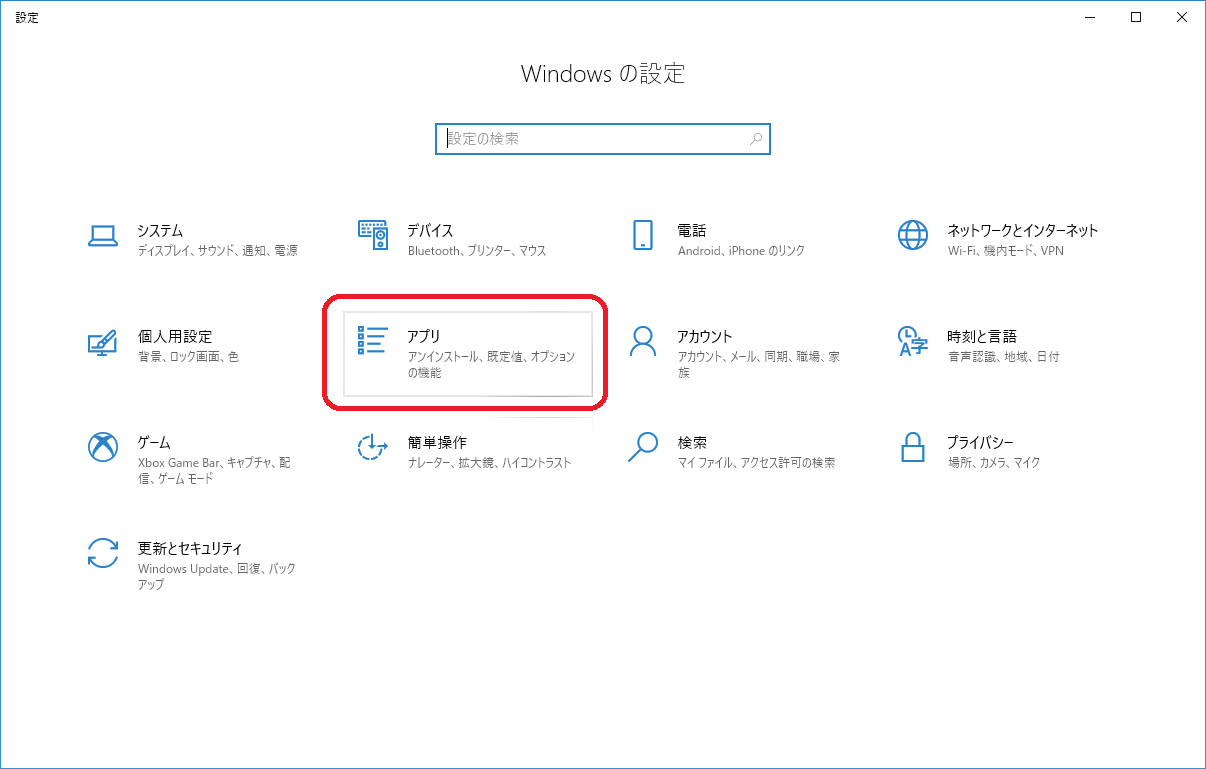 設定
Windows の設定
設定の検索
システム
ディスプレイ、サウンド、通知、電源
デバイス
Bluetooth、プリンター、マウス
電話
Android、iPhone のリンク
ネットワークとインターネット
Wi-Fi、機内モード、VPN
個人用設定
背景、ロック画面、色
アプリ
アンインストール、既定値、オプション
の機能
アカウント
アカウント、メール、同期、職場、家
族
時刻と言語
音声認識、地域、日付
ゲーム
Xbox Game Bar、キャプチャ、配
信、ゲーム モード
簡単操作
ナレーター、拡大鏡、ハイコントラスト
検索
マイ ファイル、アクセス許可の検索
プライバシー
場所、カメラ、マイク
更新とセキュリティ
Windows Update、回復、バック
アップ